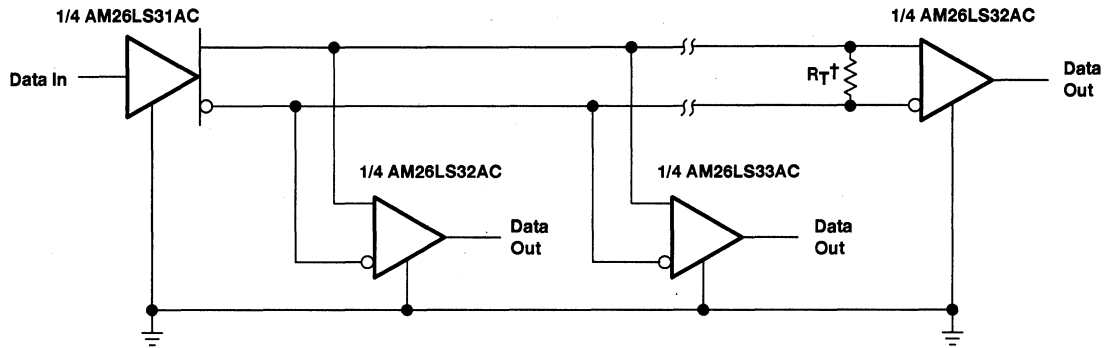 1/4 AM26LS31AC
1/4 AM26LS32AC
Data In
RT†
Data
Out
1/4 AM26LS32AC
1/4 AM26LS33AC
Data
Out
Data
Out